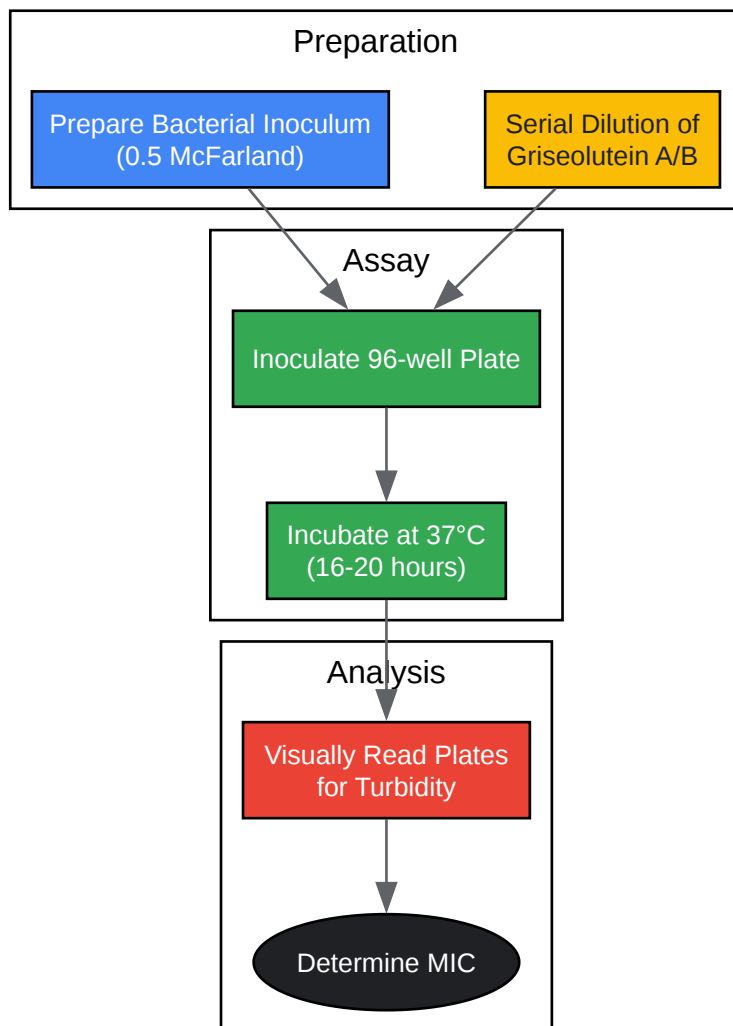 Preparation
Prepare Bacterial Inoculum
(0.5 McFarland)
Serial Dilution of
Griseolutein A/B
Assay
Inoculate 96-well Plate
Incubate at 37°C
(16-20 hours)
Analysis
Visually Read Plates
for Turbidity
Determine MIC